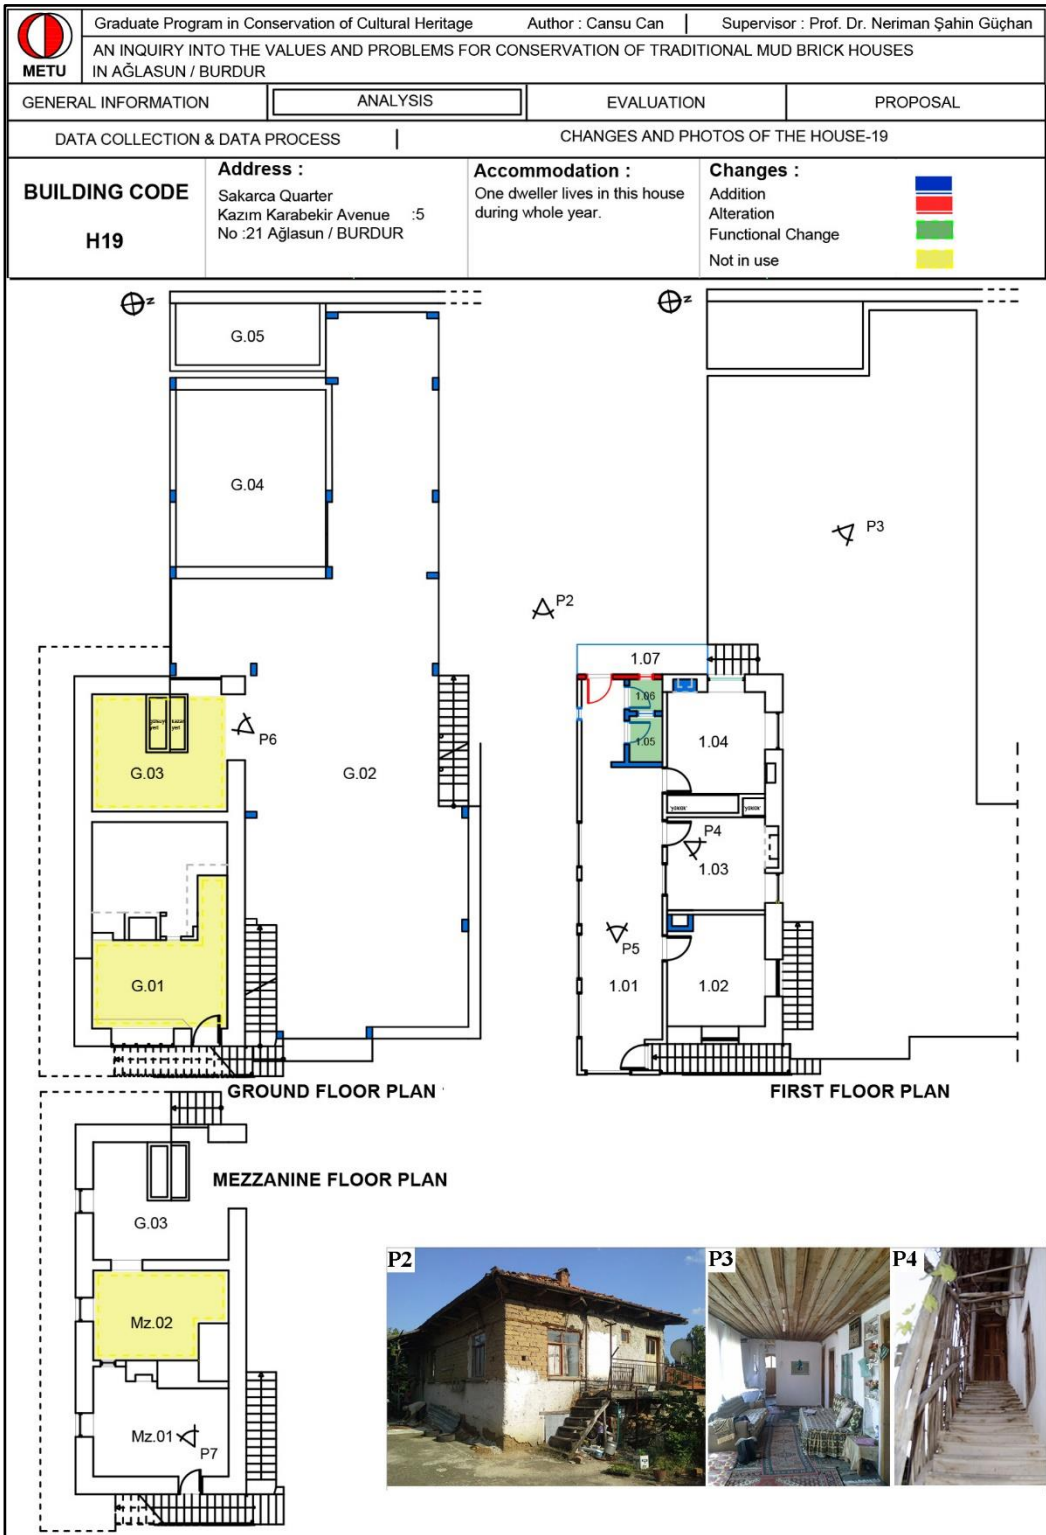 METU
Graduate Program in Conservation of Cultural Heritage Author : Cansu Can | Supervisor : Prof. Dr. Neriman Şahin Güçhan
AN INQUIRY INTO THE VALUES AND PROBLEMS FOR CONSERVATION OF TRADITIONAL MUD BRICK HOUSES
IN AĞLASUN / BURDUR
GENERAL INFORMATION ANALYSIS EVALUATION PROPOSAL
DATA COLLECTION & DATA PROCESS | CHANGES AND PHOTOS OF THE HOUSE-19
BUILDING CODE
H19
Address :
Sakarca Quarter
Kazım Karabekir Avenue :5
No :21 Ağlasun / BURDUR
Accommodation :
One dweller lives in this house
during whole year.
Changes :
Addition
Alteration
Functional Change
Not in use
N
G.05
G.04
P6
G.03
G.02
G.01
GROUND FLOOR PLAN
N
P3
P2
1.07
1.06
1.05
1.04
yüklük
yüklük
P4
1.03
P5
1.01
1.02
FIRST FLOOR PLAN
MEZZANINE FLOOR PLAN
G.03
Mz.02
Mz.01
P7
P2
P3
P4